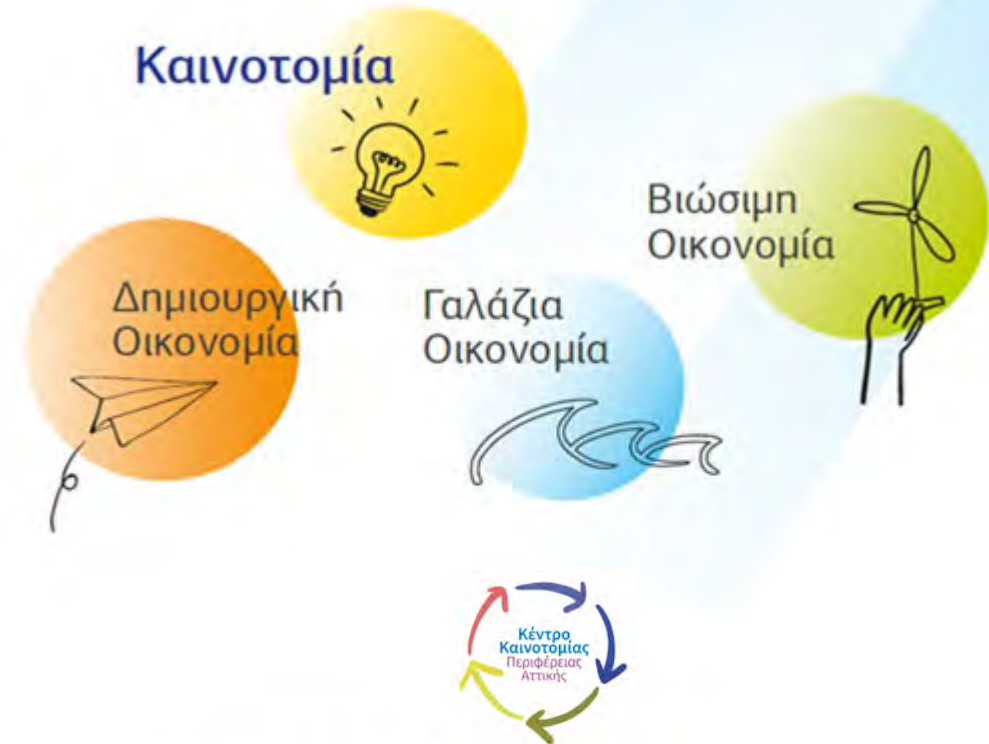 Καινοτομία
Βιώσιμη
Οικονομία
Δημιουργική
Οικονομία
Γαλάζια
Οικονομία
Κέντρο
Καινοτομίας
Περιφέρειας
Αττικής